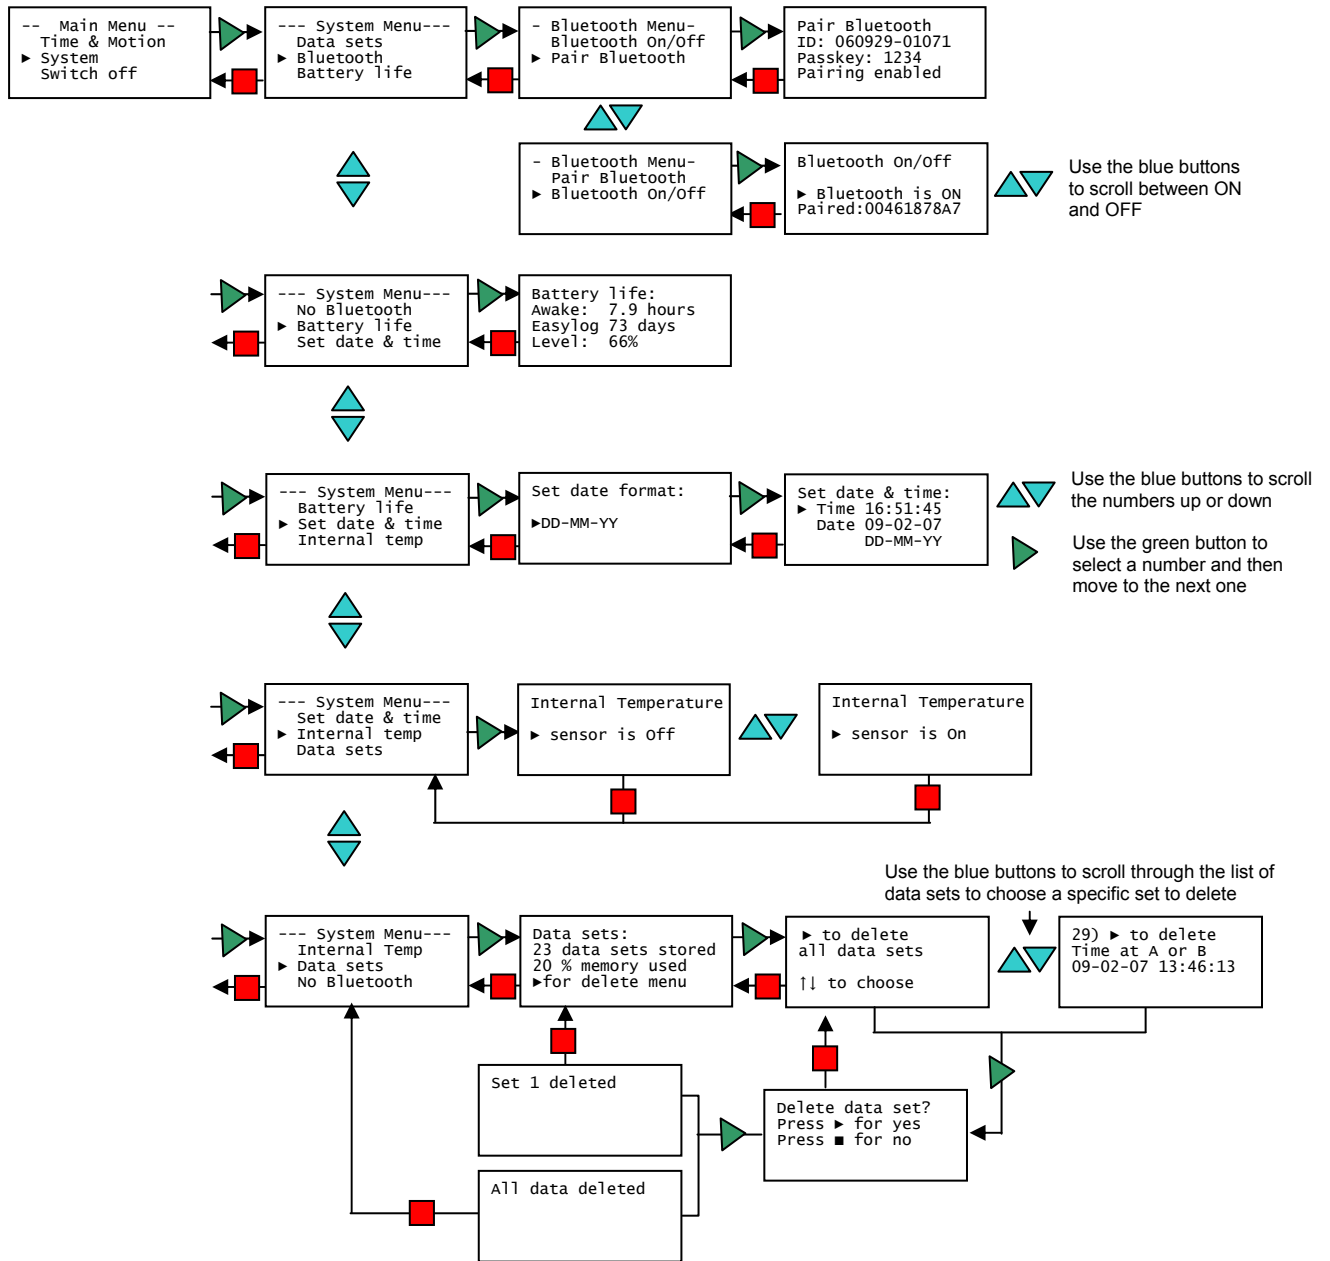 -- Main Menu --
Time & Motion
► System
Switch off
--- System Menu---
Data sets
► Bluetooth
Battery life
- Bluetooth Menu-
Bluetooth On/Off
► Pair Bluetooth
Pair Bluetooth
ID: 060929-01071
Passkey: 1234
Pairing enabled
- Bluetooth Menu-
Pair Bluetooth
► Bluetooth On/Off
Bluetooth On/Off
► Bluetooth is ON
Paired:00461878A7
Use the blue buttons
to scroll between ON
and OFF
--- System Menu---
No Bluetooth
► Battery life
Set date & time
Battery life:
Awake: 7.9 hours
Easylog 73 days
Level: 66%
--- System Menu---
Battery life
► Set date & time
Internal temp
Set date format:
►DD-MM-YY
Set date & time:
► Time 16:51:45
Date 09-02-07
DD-MM-YY
Use the blue buttons to scroll
the numbers up or down
Use the green button to
select a number and then
move to the next one
--- System Menu---
Set date & time
► Internal temp
Data sets
Internal Temperature
► sensor is Off
Internal Temperature
► sensor is On
Use the blue buttons to scroll through the list of
data sets to choose a specific set to delete
--- System Menu---
Internal Temp
► Data sets
No Bluetooth
Data sets:
23 data sets stored
20 % memory used
►for delete menu
► to delete
all data sets
↑↓ to choose
29) ► to delete
Time at A or B
09-02-07 13:46:13
Set 1 deleted
Delete data set?
Press ► for yes
Press ■ for no
All data deleted